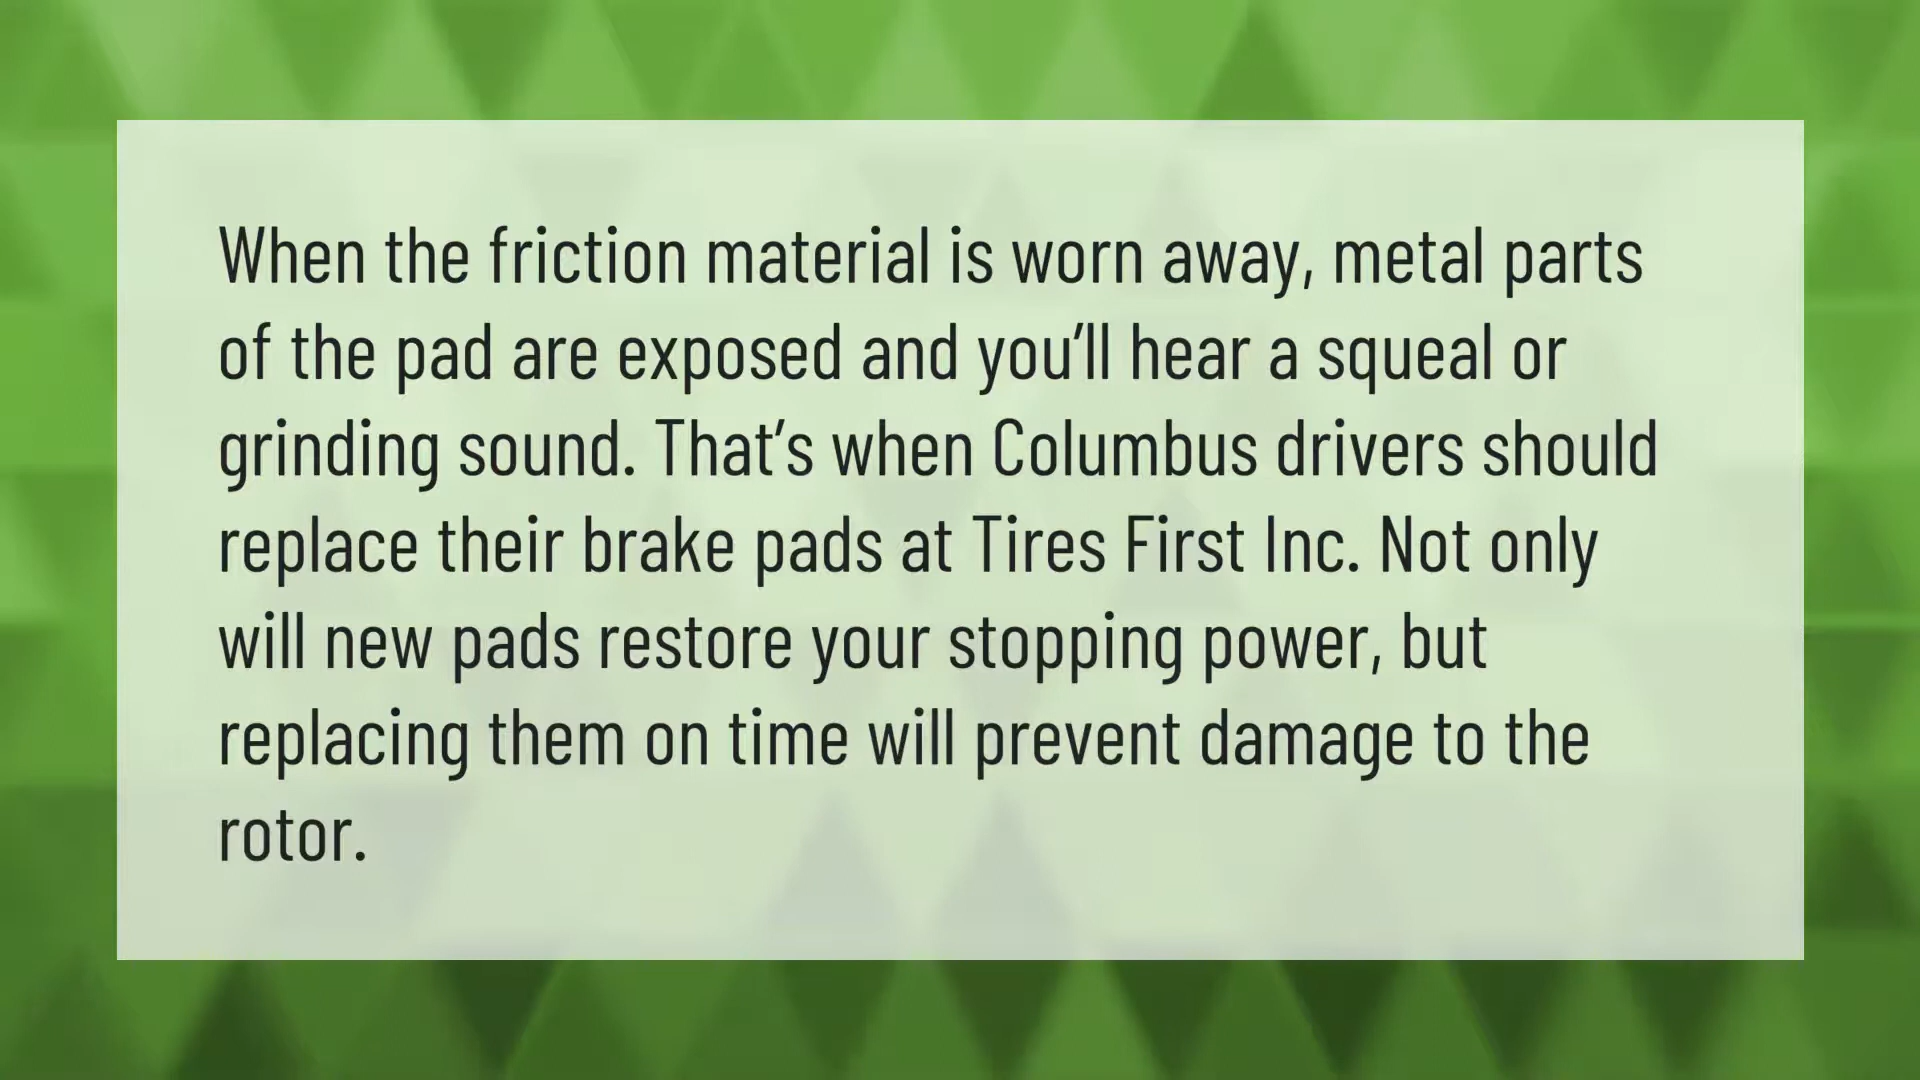 When the friction material is worn away, metal parts
of the pad are exposed and you’ll hear a squeal or
grinding sound. That’s when Columbus drivers should
replace their brake pads at Tires First Inc. Not only
will new pads restore your stopping power, but
replacing them on time will prevent damage to the
rotor.